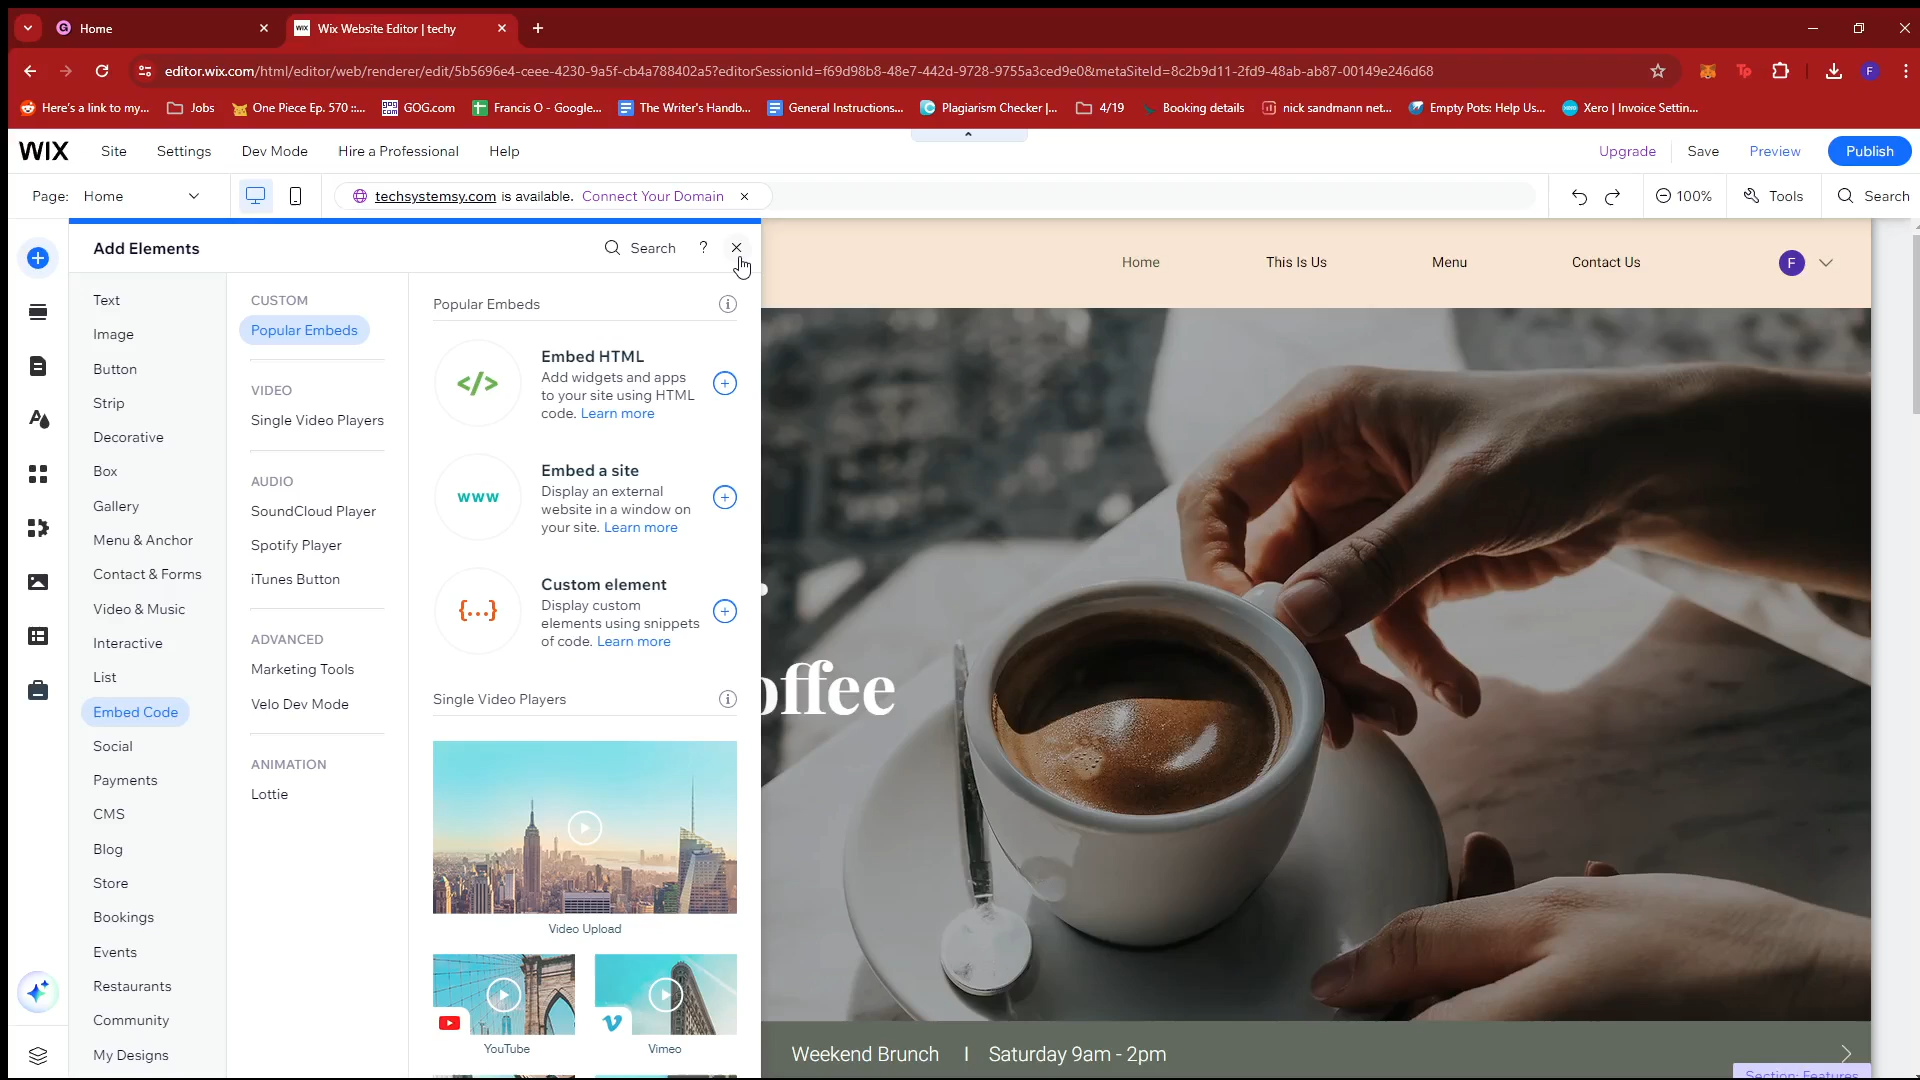 Home
WIX Wix Website Editor | techy
editor.wix.com/html/editor/web/renderer/edit/5b5696e4-ceee-4230-9a5f-cb4a788402a5?editorSessionId=f69d98b8-48e7-442d-9728-9755a3ced9e0&metaSiteId=8c2b9d11-2fd9-48ab-ab87-00149e246d68
Here's a link to my... Jobs One Piece Ep. 570 ::... GOG.com Francis O - Google... The Writer's Handb... General Instructions... Plagiarism Checker |... 4/19 Booking details nick sandmann net... Empty Pots: Help Us... Xero | Invoice Settin...
WIX Site Settings Dev Mode Hire a Professional Help Upgrade Save Preview Publish
Page: Home techsystemsy.com is available. Connect Your Domain 100% Tools Search
Add Elements Search ?
Text
Image
Button
Strip
Decorative
Box
Gallery
Menu & Anchor
Contact & Forms
Video & Music
Interactive
List
Embed Code
Social
Payments
CMS
Blog
Store
Bookings
Events
Restaurants
Community
My Designs
CUSTOM
Popular Embeds
VIDEO
Single Video Players
AUDIO
SoundCloud Player
Spotify Player
iTunes Button
ADVANCED
Marketing Tools
Velo Dev Mode
ANIMATION
Lottie
Popular Embeds
</>
Embed HTML
Add widgets and apps
to your site using HTML
code. Learn more
www
Embed a site
Display an external
website in a window on
your site. Learn more
{...}
Custom element
Display custom
elements using snippets
of code. Learn more
Single Video Players
Video Upload
YouTube
Vimeo
Home This Is Us Menu Contact Us F
offee
Weekend Brunch I Saturday 9am - 2pm
Section: Features